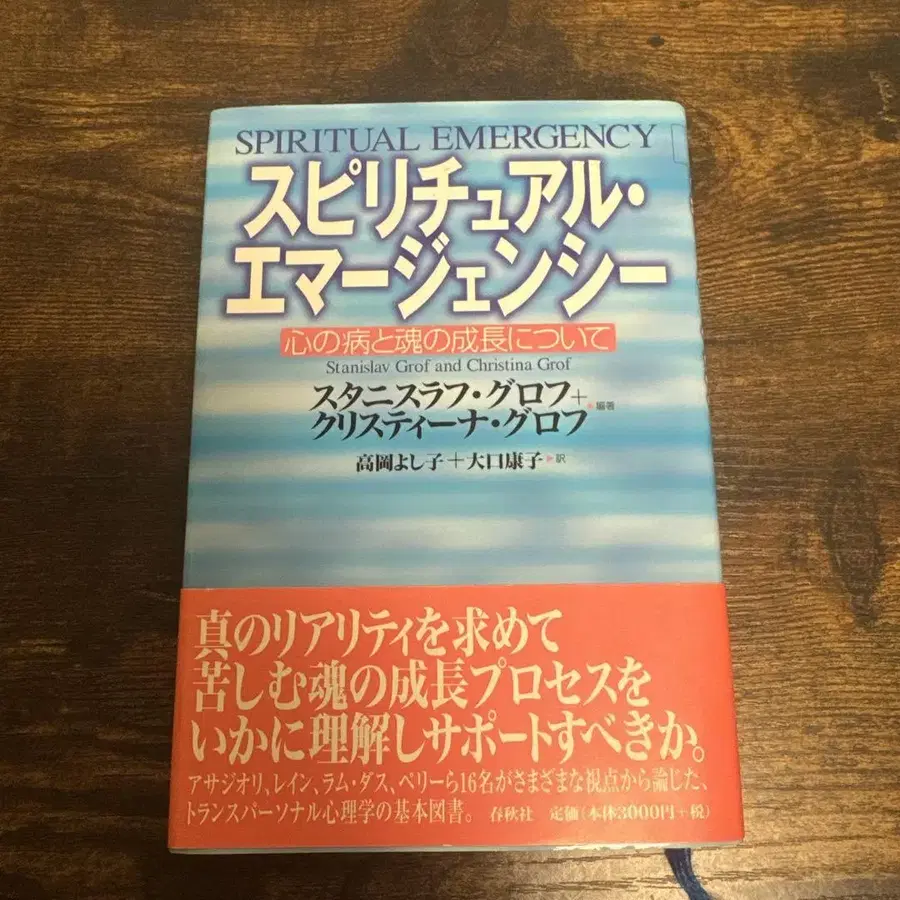 SPIRITUAL EMERGENCY
スピリチュアル・
エマージェンシー
心の病と魂の成長について
Stanislav Grof and Christina Grof
スタニスラフ・グロフ+
クリスティーナ・グロフ ▶編著
高岡よし子+大口康子▶訳
真のリアリティを求めて
苦しむ魂の成長プロセスを
いかに理解しサポートすべきか。
アサジオリ、レイン、ラム・ダス、ペリーら16名がさまざまな視点から論じた、
トランスパーソナル心理学の基本図書。 春秋社 定価(本体3000円+税)